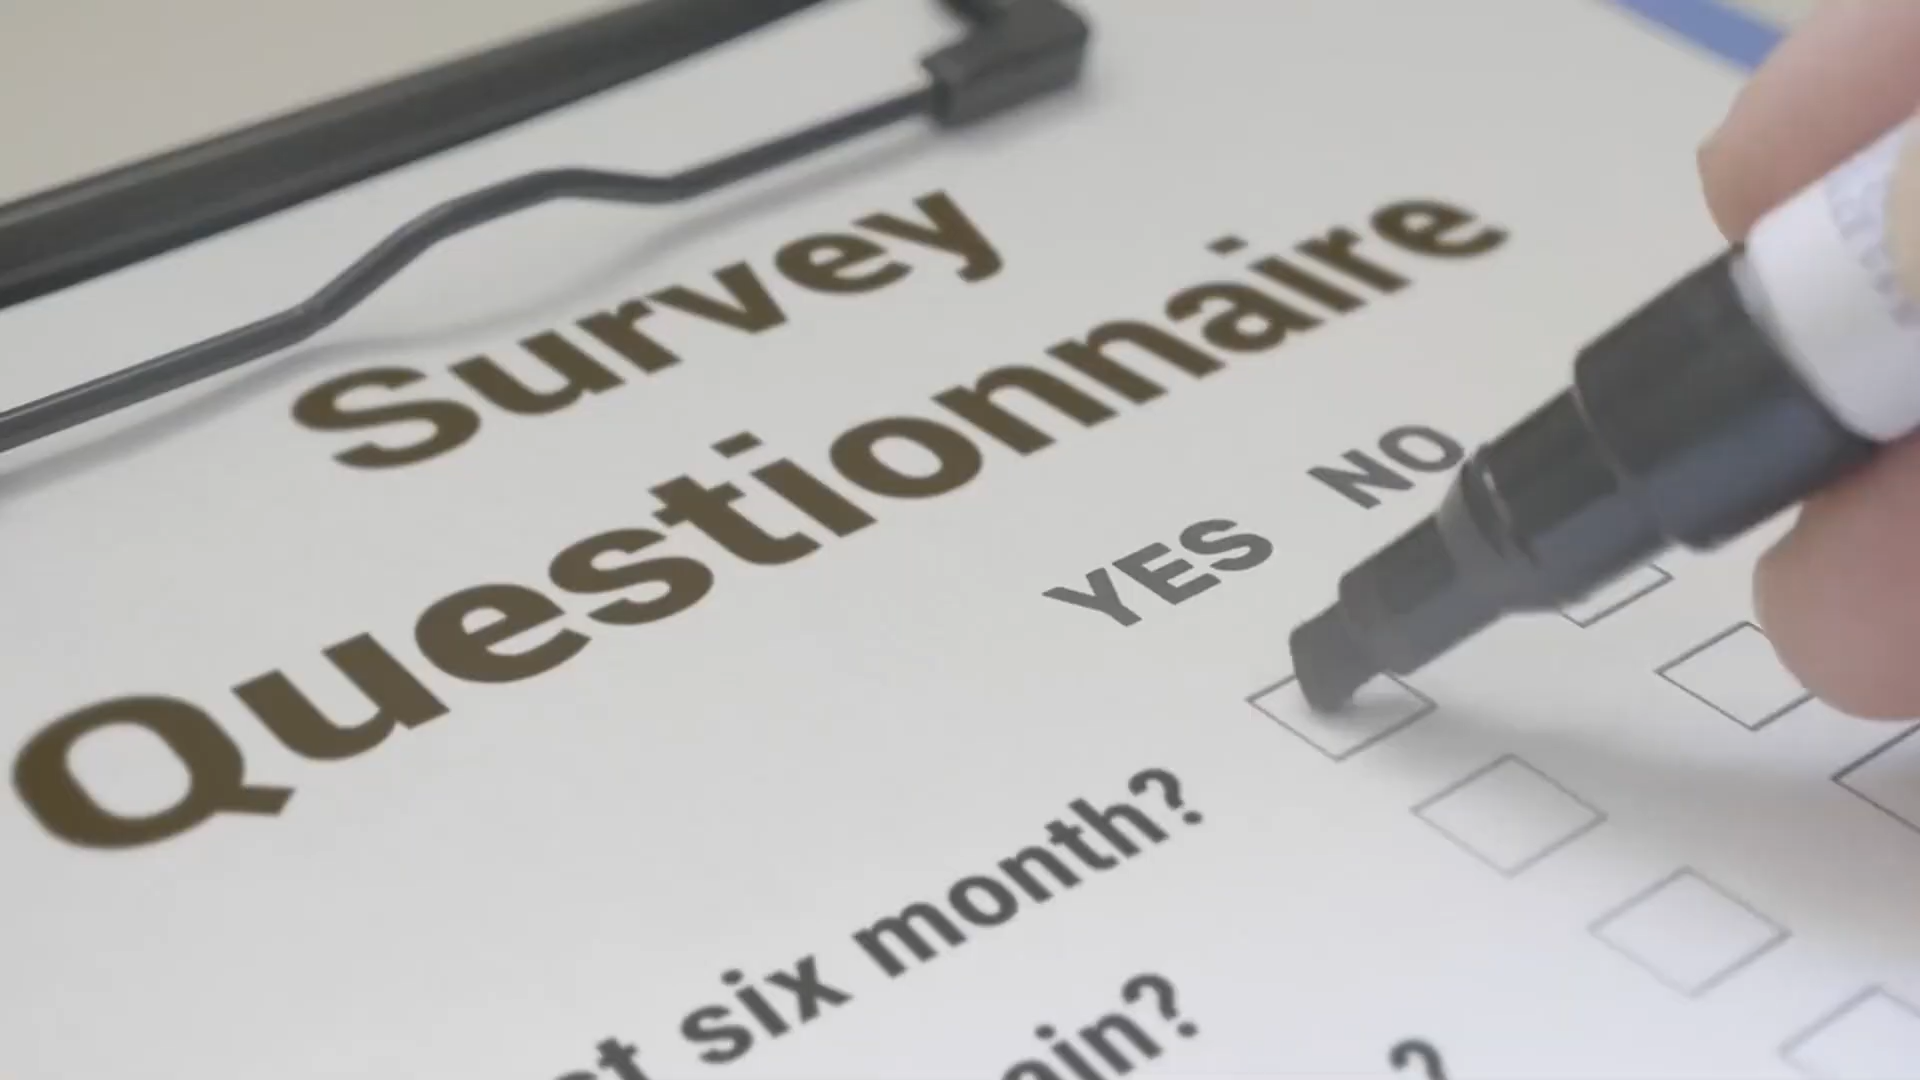 Survey
Questionnaire
YES NO
six month?
?